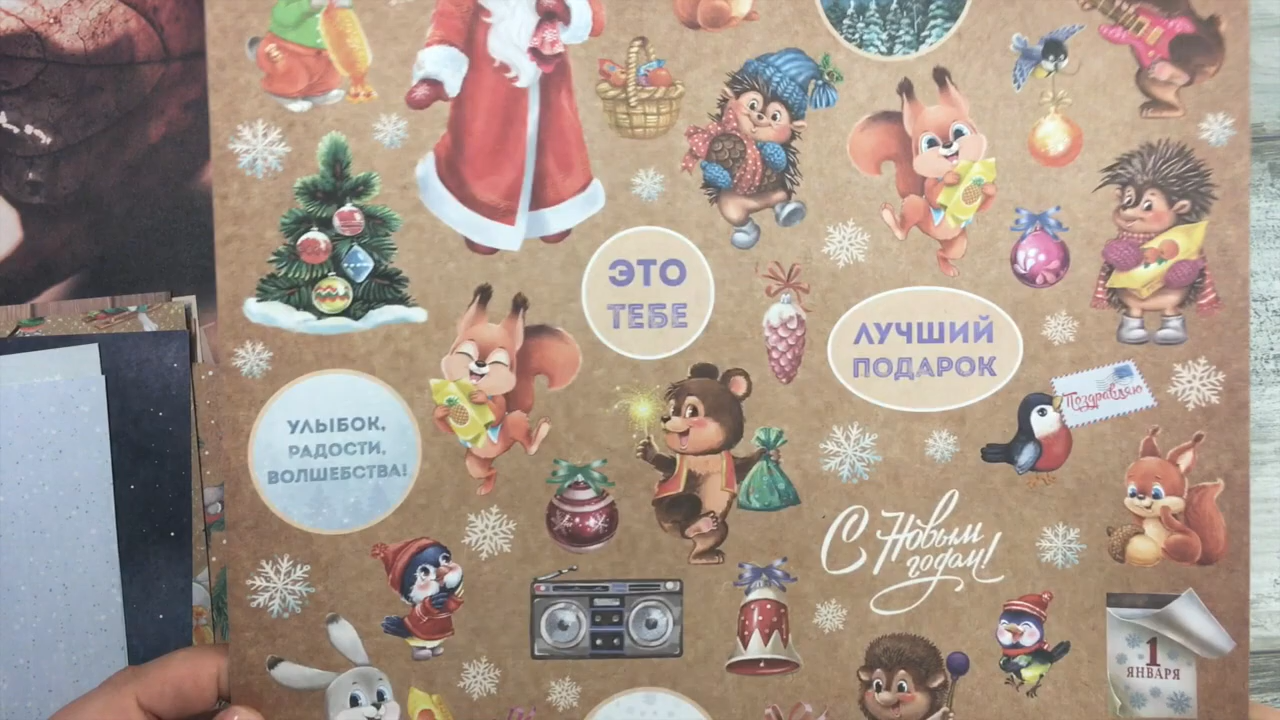 ЭТО
ТЕБЕ
ЛУЧШИЙ
ПОДАРОК
Поздравляю
УЛЫБОК,
РАДОСТИ,
ВОЛШЕБСТВА!
С Новым
годом!
1
ЯНВАРЯ